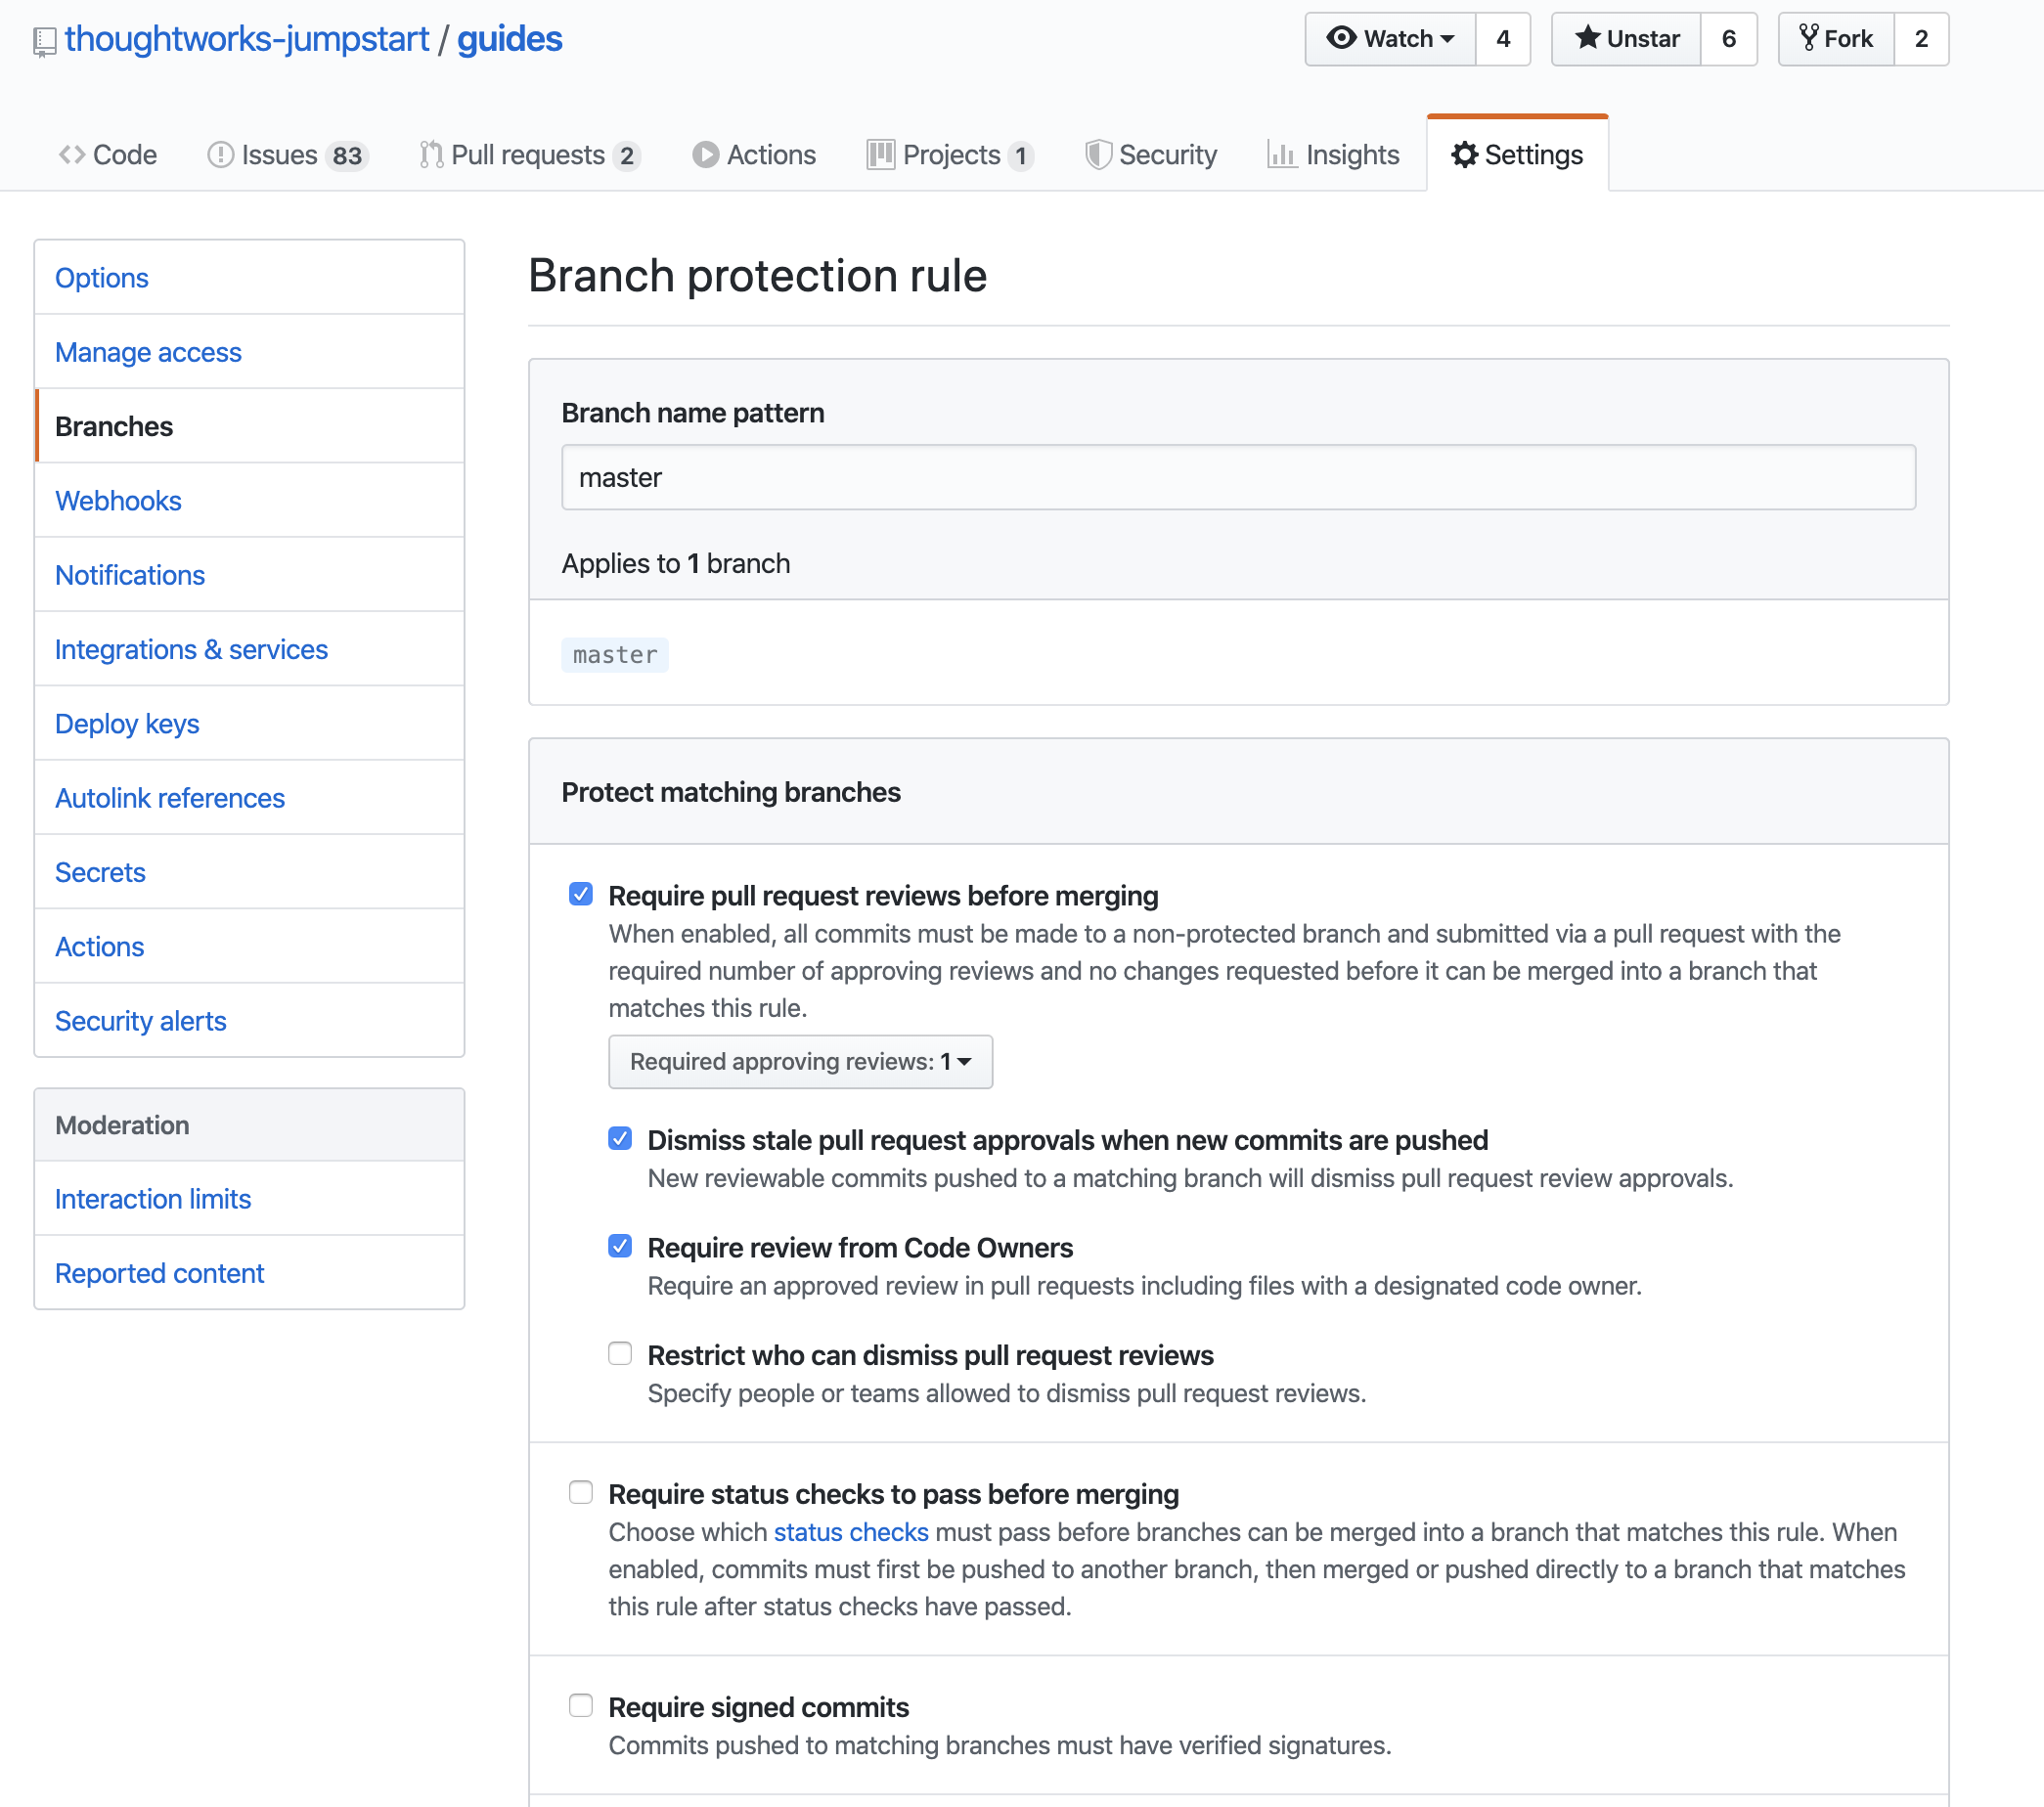 thoughtworks-jumpstart / guides
Watch 4
Unstar 6
Fork 2
Code
Issues 83
Pull requests 2
Actions
Projects 1
Security
Insights
Settings
Options
Manage access
Branches
Webhooks
Notifications
Integrations & services
Deploy keys
Autolink references
Secrets
Actions
Security alerts
Moderation
Interaction limits
Reported content
Branch protection rule
Branch name pattern
master
Applies to 1 branch
master
Protect matching branches
Require pull request reviews before merging
When enabled, all commits must be made to a non-protected branch and submitted via a pull request with the
required number of approving reviews and no changes requested before it can be merged into a branch that
matches this rule.
Required approving reviews: 1
Dismiss stale pull request approvals when new commits are pushed
New reviewable commits pushed to a matching branch will dismiss pull request review approvals.
Require review from Code Owners
Require an approved review in pull requests including files with a designated code owner.
Restrict who can dismiss pull request reviews
Specify people or teams allowed to dismiss pull request reviews.
Require status checks to pass before merging
Choose which status checks must pass before branches can be merged into a branch that matches this rule. When
enabled, commits must first be pushed to another branch, then merged or pushed directly to a branch that matches
this rule after status checks have passed.
Require signed commits
Commits pushed to matching branches must have verified signatures.